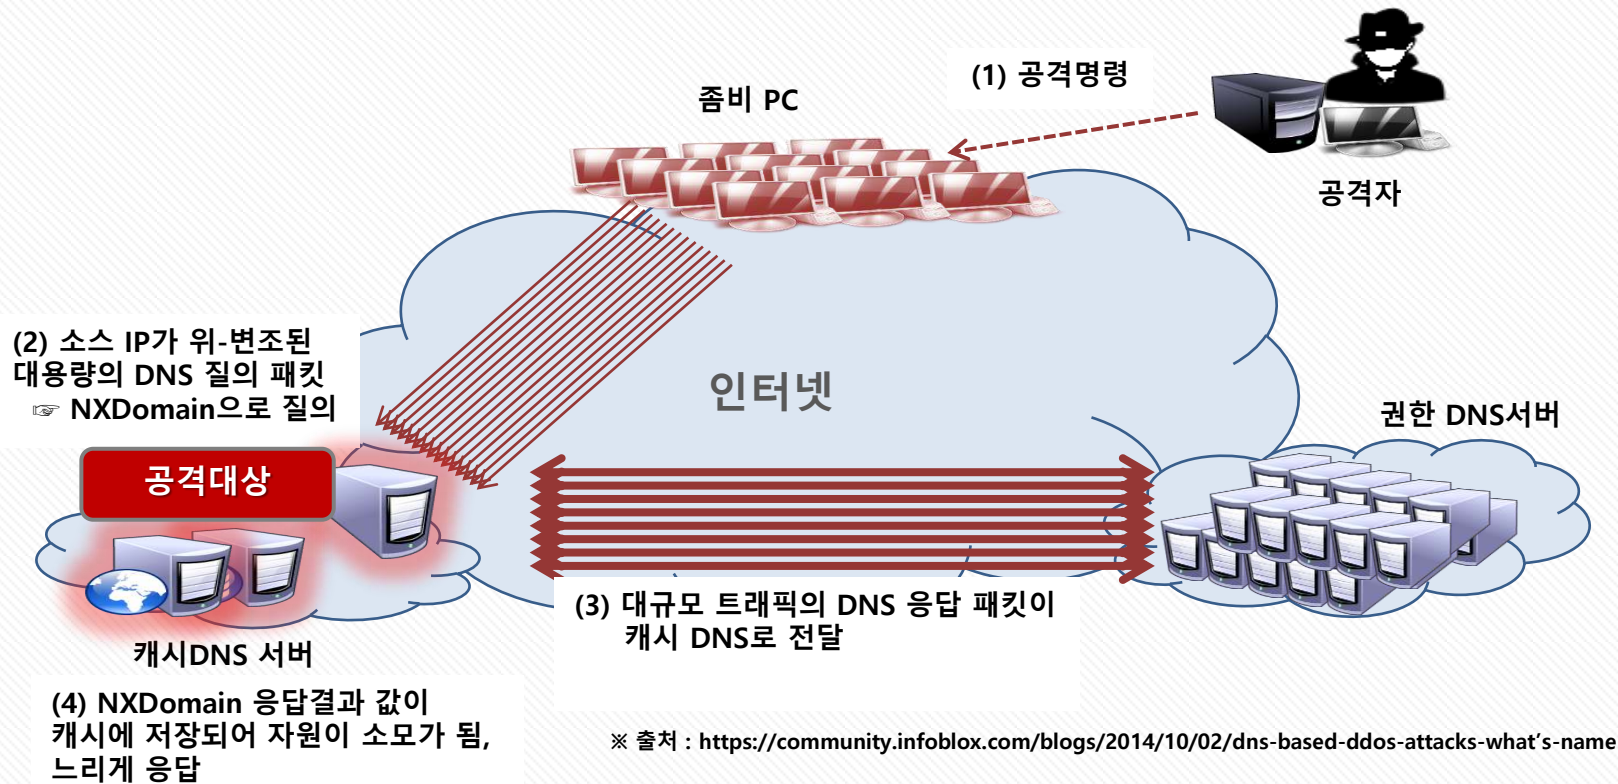 (1) 공격명령
좀비 PC
공격자
(2) 소스 IP가 위-변조된
대용량의 DNS 질의 패킷
☞ NXDomain으로 질의
인터넷
권한 DNS서버
공격대상
(3) 대규모 트래픽의 DNS 응답 패킷이
캐시 DNS로 전달
캐시DNS 서버
(4) NXDomain 응답결과 값이
캐시에 저장되어 자원이 소모가 됨,
느리게 응답
※ 출처 : https://community.infoblox.com/blogs/2014/10/02/dns-based-ddos-attacks-what’s-name